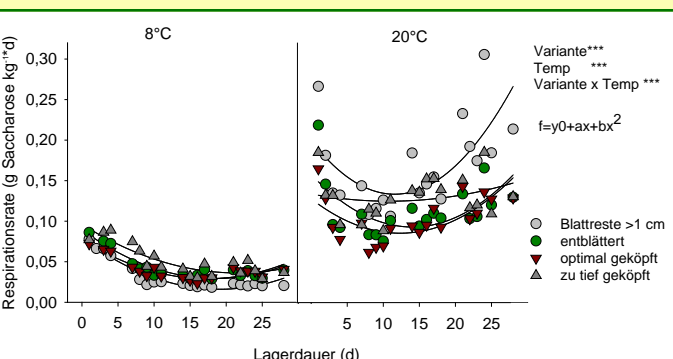 8°C
20°C
Respirationsrate (g Saccharose kg⁻¹*d)
0,30
0,25
0,20
0,15
0,10
0,05
0,00
0 5 10 15 20 25
5 10 15 20 25
Lagerdauer (d)
Variante***
Temp ***
Variante x Temp ***
f=y0+ax+bx²
Blattreste >1 cm
entblättert
optimal geköpft
zu tief geköpft